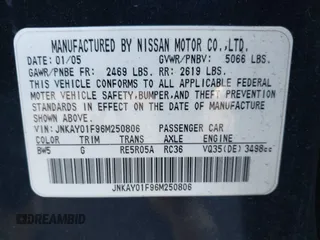 MANUFACTURED BY NISSAN MOTOR CO.,LTD.
DATE: 01/05 GVWR/PNBV: 5066 LBS.
GAWR/PNBE FR: 2469 LBS. RR: 2619 LBS.
THIS VEHICLE CONFORMS TO ALL APPLICABLE FEDERAL
MOTOR VEHICLE SAFETY,BUMPER,AND THEFT PREVENTION
STANDARDS IN EFFECT ON THE DATE OF MANUFACTURE
SHOWN ABOVE.
VIN:JNKAY01F96M250806 PASSENGER CAR
COLOR TRIM TRANS AXLE ENGINE
BW5 G RE5R05A RC36 VQ35(DE) 3498cc
JNKAY01F96M250806
DREAMBID